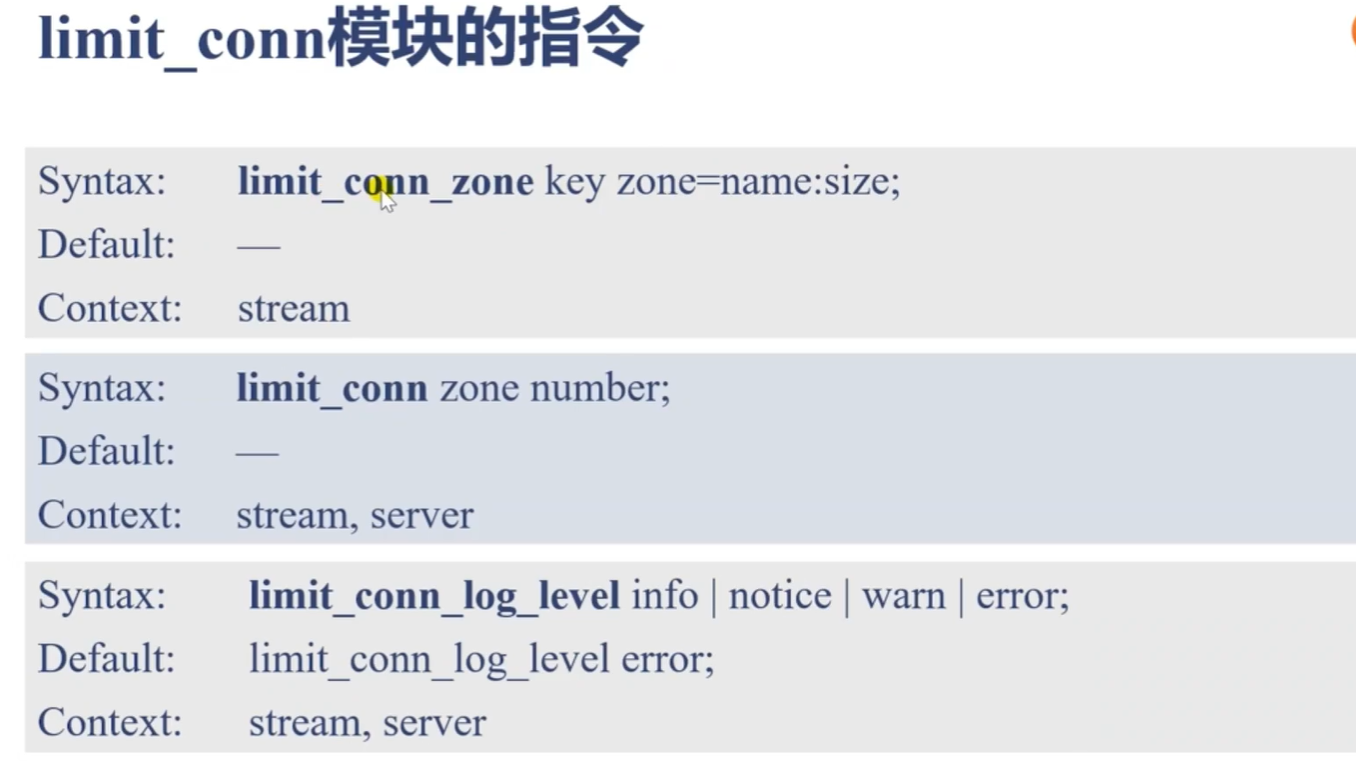 limit_conn模块的指令
Syntax: limit_conn_zone key zone=name:size;
Default: —
Context: stream
Syntax: limit_conn zone number;
Default: —
Context: stream, server
Syntax: limit_conn_log_level info | notice | warn | error;
Default: limit_conn_log_level error;
Context: stream, server